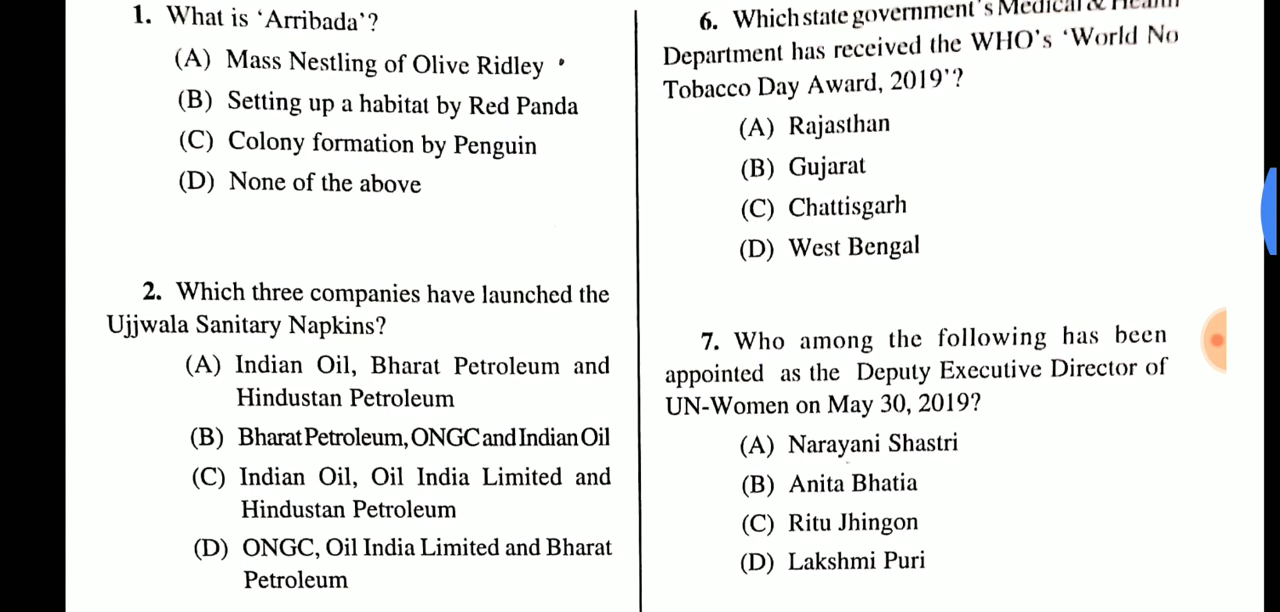 1. What is ‘Arribada’?
(A) Mass Nestling of Olive Ridley
(B) Setting up a habitat by Red Panda
(C) Colony formation by Penguin
(D) None of the above
2. Which three companies have launched the
Ujjwala Sanitary Napkins?
(A) Indian Oil, Bharat Petroleum and
Hindustan Petroleum
(B) Bharat Petroleum, ONGC and Indian Oil
(C) Indian Oil, Oil India Limited and
Hindustan Petroleum
(D) ONGC, Oil India Limited and Bharat
Petroleum
6. Which state government's Medical & Health
Department has received the WHO's ‘World No
Tobacco Day Award, 2019’?
(A) Rajasthan
(B) Gujarat
(C) Chattisgarh
(D) West Bengal
7. Who among the following has been
appointed as the Deputy Executive Director of
UN-Women on May 30, 2019?
(A) Narayani Shastri
(B) Anita Bhatia
(C) Ritu Jhingon
(D) Lakshmi Puri